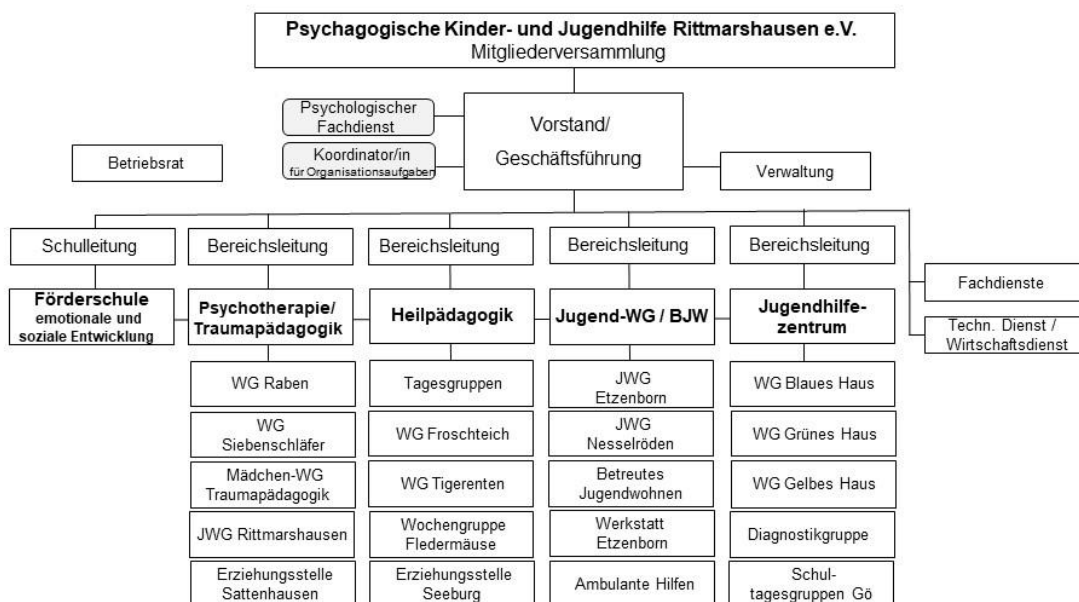 Psychagogische Kinder- und Jugendhilfe Rittmarshausen e.V.
Mitgliederversammlung
Psychologischer
Fachdienst
Vorstand/
Geschäftsführung
Koordinator/in
für Organisationsaufgaben
Betriebsrat
Verwaltung
Schulleitung
Bereichsleitung
Bereichsleitung
Bereichsleitung
Bereichsleitung
Fachdienste
Techn. Dienst /
Wirtschaftsdienst
Förderschule
emotionale und
soziale Entwicklung
Psychotherapie/
Traumapädagogik
Heilpädagogik
Jugend-WG / BJW
Jugendhilfe-
zentrum
WG Raben
Tagesgruppen
JWG
Etzenborn
WG Blaues Haus
WG
Siebenschläfer
WG Froschteich
JWG
Nesselröden
WG Grünes Haus
Mädchen-WG
Traumapädagogik
WG Tigerenten
Betreutes
Jugendwohnen
WG Gelbes Haus
JWG Rittmarshausen
Wochengruppe
Fledermäuse
Werkstatt
Etzenborn
Diagnostikgruppe
Erziehungsstelle
Sattenhausen
Erziehungsstelle
Seeburg
Ambulante Hilfen
Schul-
tagesgruppen Gö